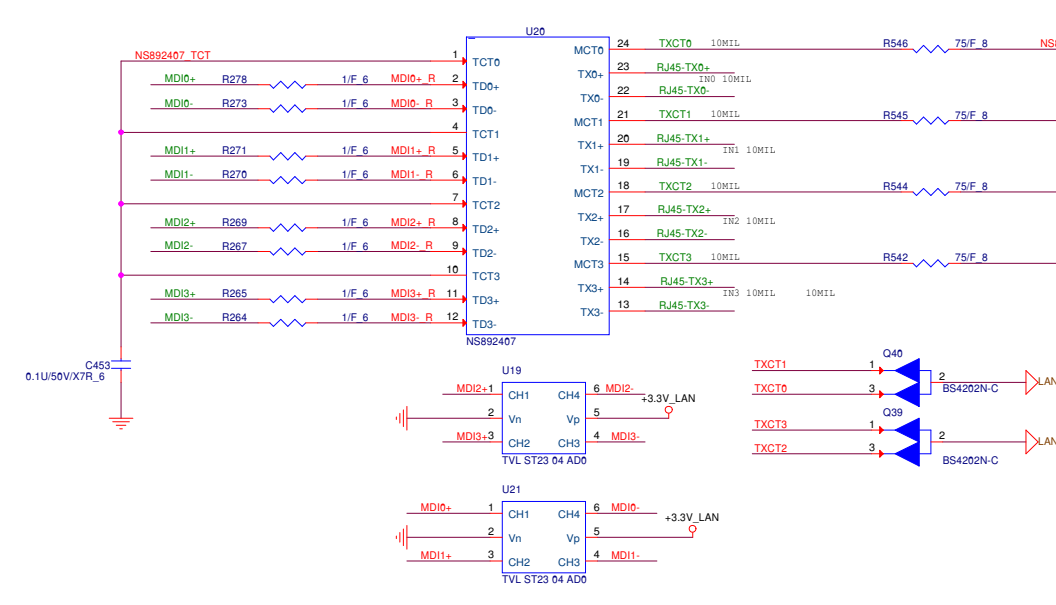 U20
NS892407_TCT
1 TCT0
MCT0 24 TXCT0 10MIL R546 75/F_8 NS8
MDI0+ R278 1/F_6 MDI0+_R 2 TD0+
TX0+ 23 RJ45-TX0+
IN0 10MIL
MDI0- R273 1/F_6 MDI0-_R 3 TD0-
TX0- 22 RJ45-TX0-
4 TCT1
MCT1 21 TXCT1 10MIL R545 75/F_8
MDI1+ R271 1/F_6 MDI1+_R 5 TD1+
TX1+ 20 RJ45-TX1+
IN1 10MIL
MDI1- R270 1/F_6 MDI1-_R 6 TD1-
TX1- 19 RJ45-TX1-
7 TCT2
MCT2 18 TXCT2 10MIL R544 75/F_8
MDI2+ R269 1/F_6 MDI2+_R 8 TD2+
TX2+ 17 RJ45-TX2+
IN2 10MIL
MDI2- R267 1/F_6 MDI2-_R 9 TD2-
TX2- 16 RJ45-TX2-
10 TCT3
MCT3 15 TXCT3 10MIL R542 75/F_8
MDI3+ R265 1/F_6 MDI3+_R 11 TD3+
TX3+ 14 RJ45-TX3+
IN3 10MIL 10MIL
MDI3- R264 1/F_6 MDI3-_R 12 TD3-
TX3- 13 RJ45-TX3-
NS892407
C453
0.1U/50V/X7R_6
U19
MDI2+ 1 CH1 CH4 6 MDI2-
+3.3V_LAN
2 Vn Vp 5
MDI3+ 3 CH2 CH3 4 MDI3-
TVL ST23 04 AD0
Q40
TXCT1 1
2 LAN
TXCT0 3 BS4202N-C
Q39
TXCT3 1
2 LAN
TXCT2 3
BS4202N-C
U21
MDI0+ 1 CH1 CH4 6 MDI0-
+3.3V_LAN
2 Vn Vp 5
MDI1+ 3 CH2 CH3 4 MDI1-
TVL ST23 04 AD0